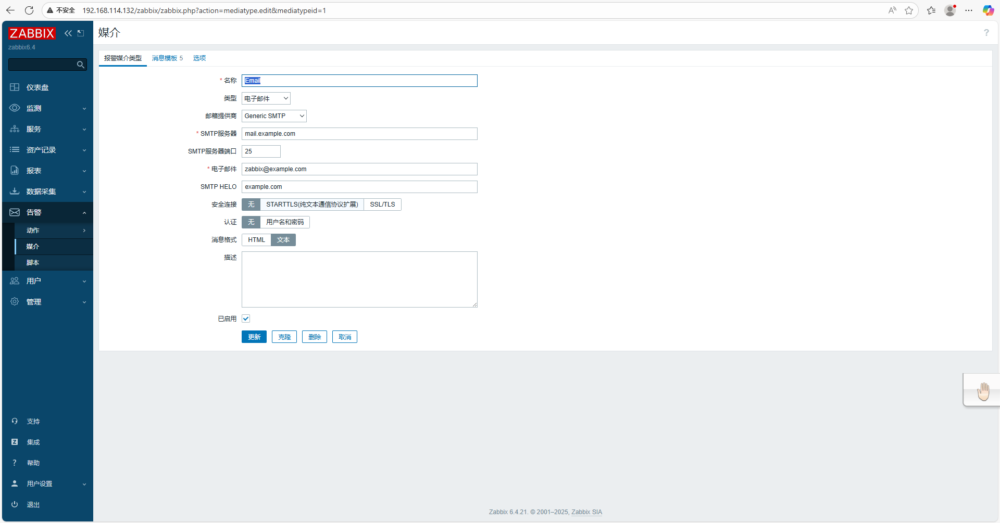 不安全 192.168.114.132/zabbix/zabbix.php?action=mediatype.edit&mediatypeid=1
ZABBIX
zabbix6.4
仪表盘
监测
服务
资产记录
报表
数据采集
告警
动作
媒介
脚本
用户
管理
支持
Z 集成
? 帮助
用户设置
退出
媒介
?
报警媒介类型 消息模板 5 选项
* 名称 Email
类型 电子邮件
邮箱提供商 Generic SMTP
* SMTP服务器 mail.example.com
SMTP服务器端口 25
* 电子邮件 zabbix@example.com
SMTP HELO example.com
安全连接 无 STARTTLS(纯文本通信协议扩展) SSL/TLS
认证 无 用户名和密码
消息格式 HTML 文本
描述
已启用
更新 克隆 删除 取消
Zabbix 6.4.21. © 2001–2025, Zabbix SIA